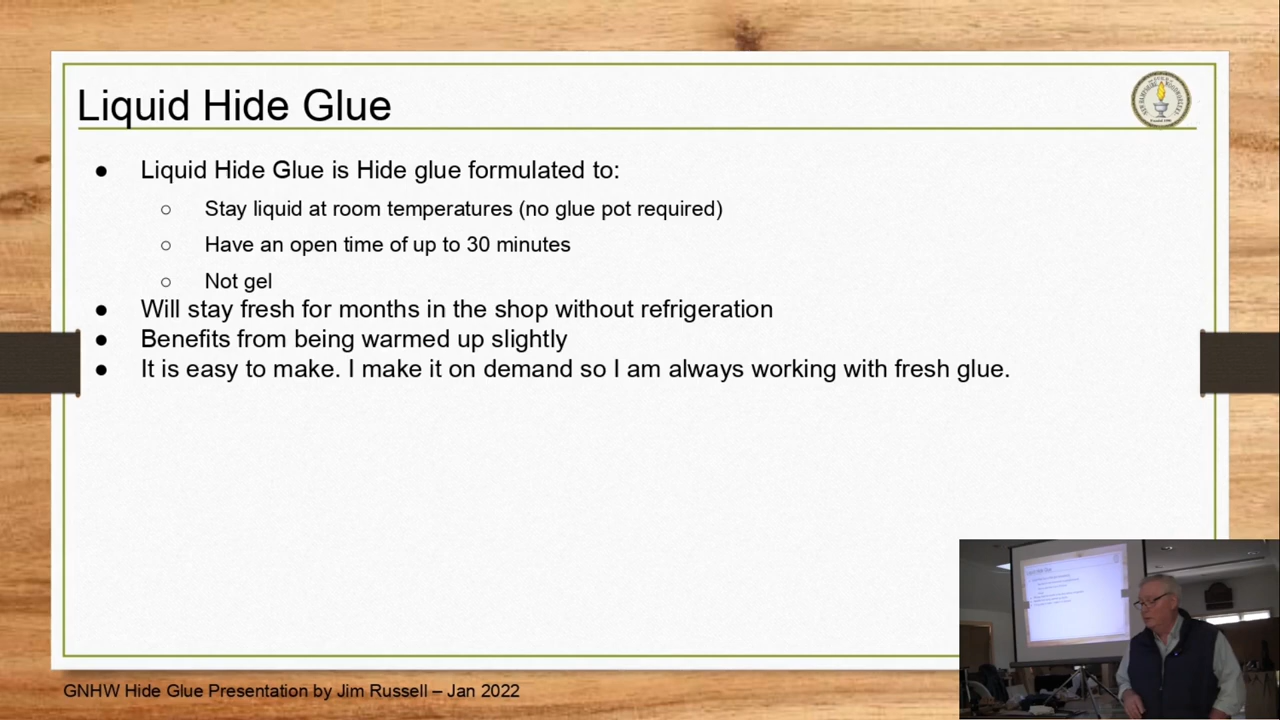 Liquid Hide Glue
● Liquid Hide Glue is Hide glue formulated to:
○ Stay liquid at room temperatures (no glue pot required)
○ Have an open time of up to 30 minutes
○ Not gel
● Will stay fresh for months in the shop without refrigeration
● Benefits from being warmed up slightly
● It is easy to make. I make it on demand so I am always working with fresh glue.
GNHW Hide Glue Presentation by Jim Russell – Jan 2022